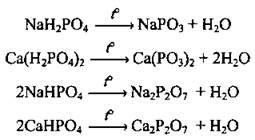 NaH₂PO₄ —t°→ NaPO₃ + H₂O
Ca(H₂PO₄)₂ —t°→ Ca(PO₃)₂ + 2H₂O
2NaHPO₄ —t°→ Na₂P₂O₇ + H₂O
2CaHPO₄ —t°→ Ca₂P₂O₇ + H₂O